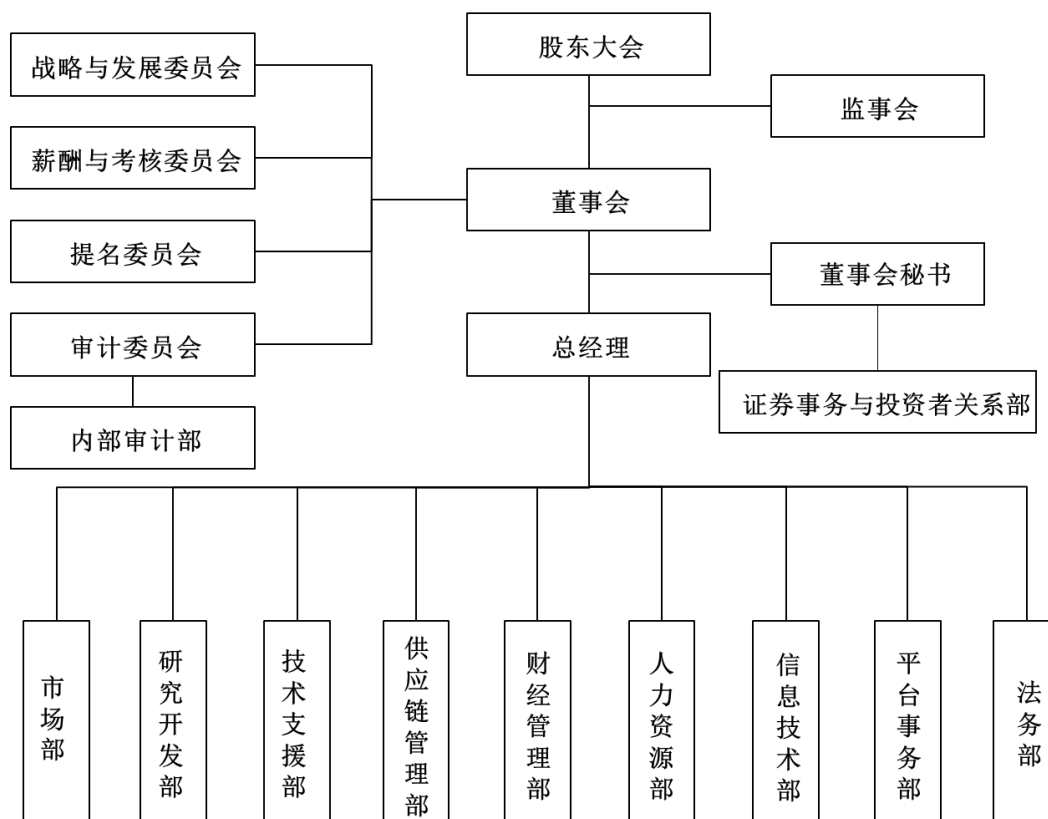 股东大会
战略与发展委员会
监事会
薪酬与考核委员会
董事会
提名委员会
董事会秘书
审计委员会
总经理
证券事务与投资者关系部
内部审计部
市场部
研究开发部
技术支援部
供应链管理部
财经管理部
人力资源部
信息技术部
平台事务部
法务部